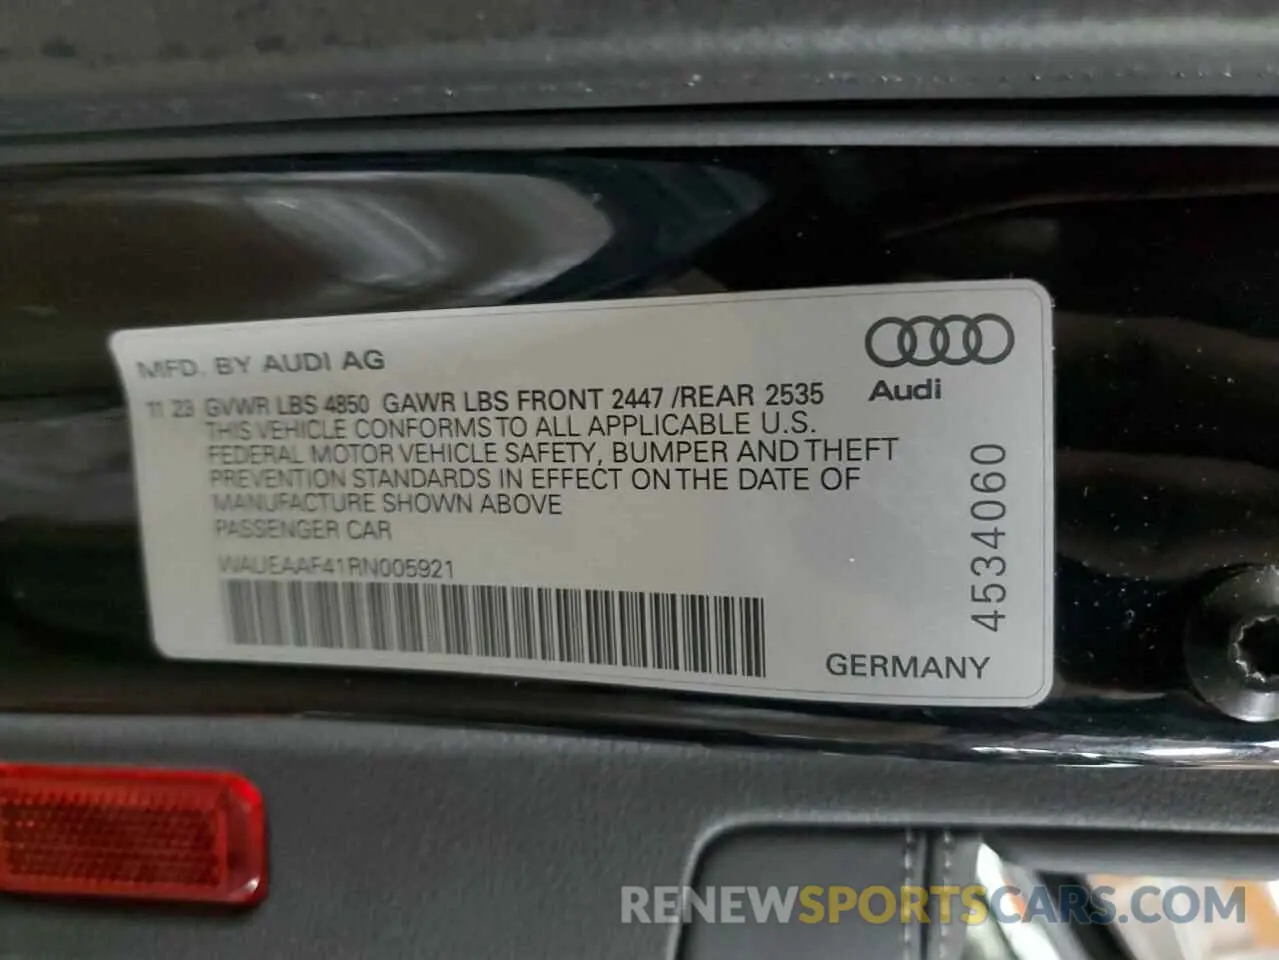 MFD. BY AUDI AG
Audi
11 23 GVWR LBS 4850 GAWR LBS FRONT 2447 /REAR 2535
THIS VEHICLE CONFORMS TO ALL APPLICABLE U.S.
FEDERAL MOTOR VEHICLE SAFETY, BUMPER AND THEFT
PREVENTION STANDARDS IN EFFECT ON THE DATE OF
MANUFACTURE SHOWN ABOVE
PASSENGER CAR
WAUEAAF41RN005921
4534060
GERMANY
RENEWSPORTSCARS.COM